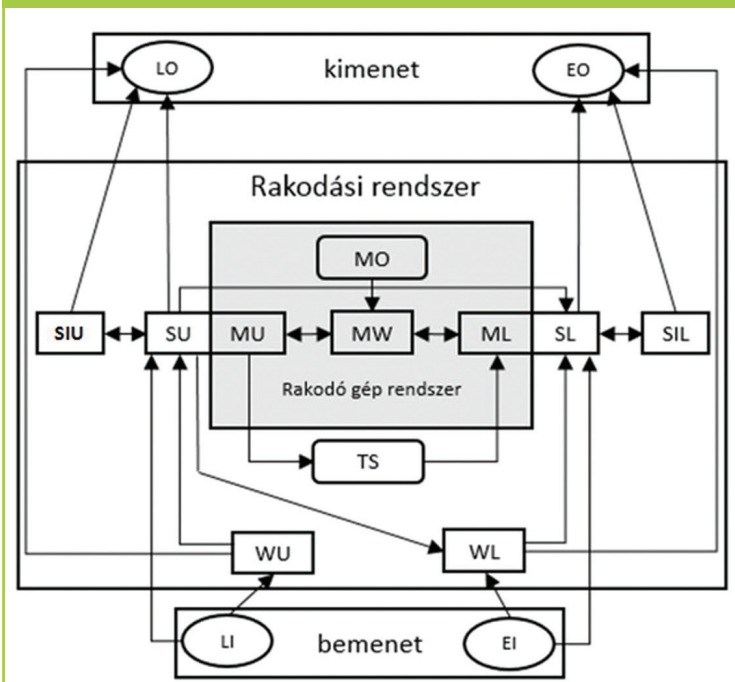 LO kimenet EO
Rakodási rendszer
MO
SIU SU MU MW ML SL SIL
Rakodó gép rendszer
TS
WU WL
LI bemenet EI